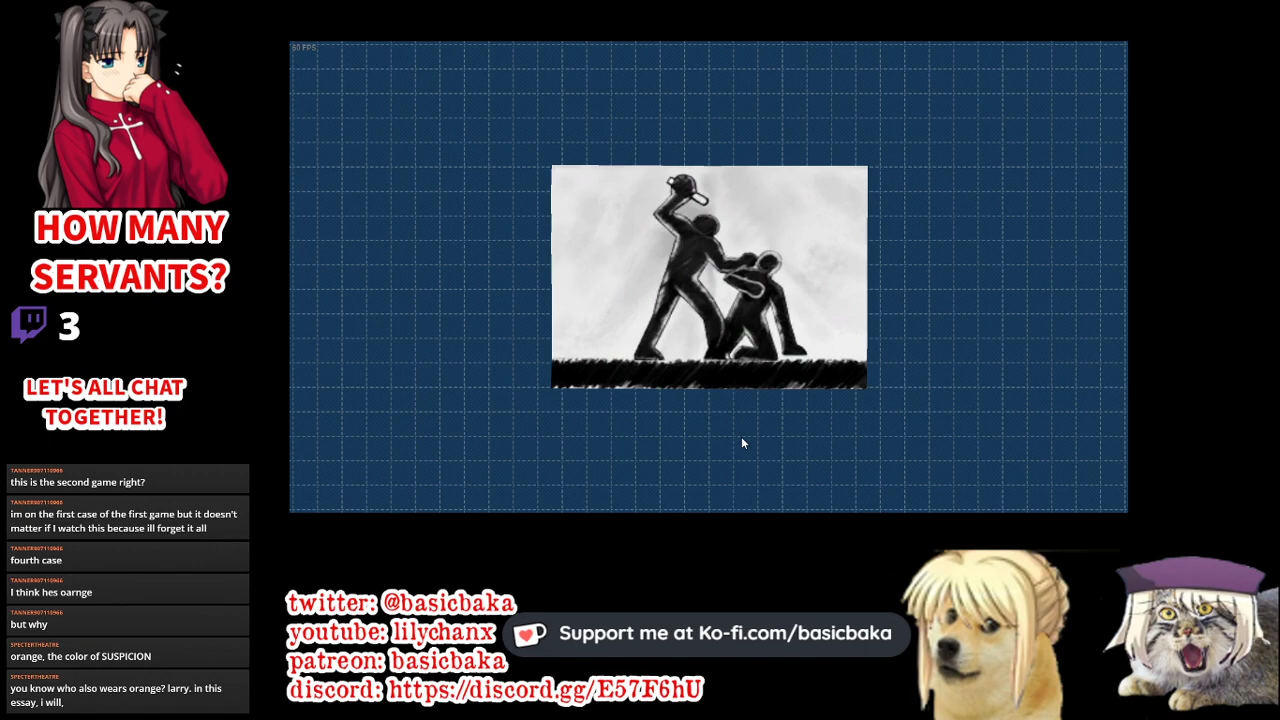 60 FPS
HOW MANY
SERVANTS?
3
LET'S ALL CHAT
TOGETHER!
this is the second game right?
im on the first case of the first game but it doesn't
matter if I watch this because ill forget it all
fourth case
I think hes oarnge
but why
SPECTERTHEATRE
orange, the color of SUSPICION
SPECTERTHEATRE
you know who also wears orange? larry. in this
essay, i will,
twitter: @basicbaka
youtube: lilychanx
patreon: basicbaka
discord: https://discord.gg/E57F6hU
Support me at Ko-fi.com/basicbaka